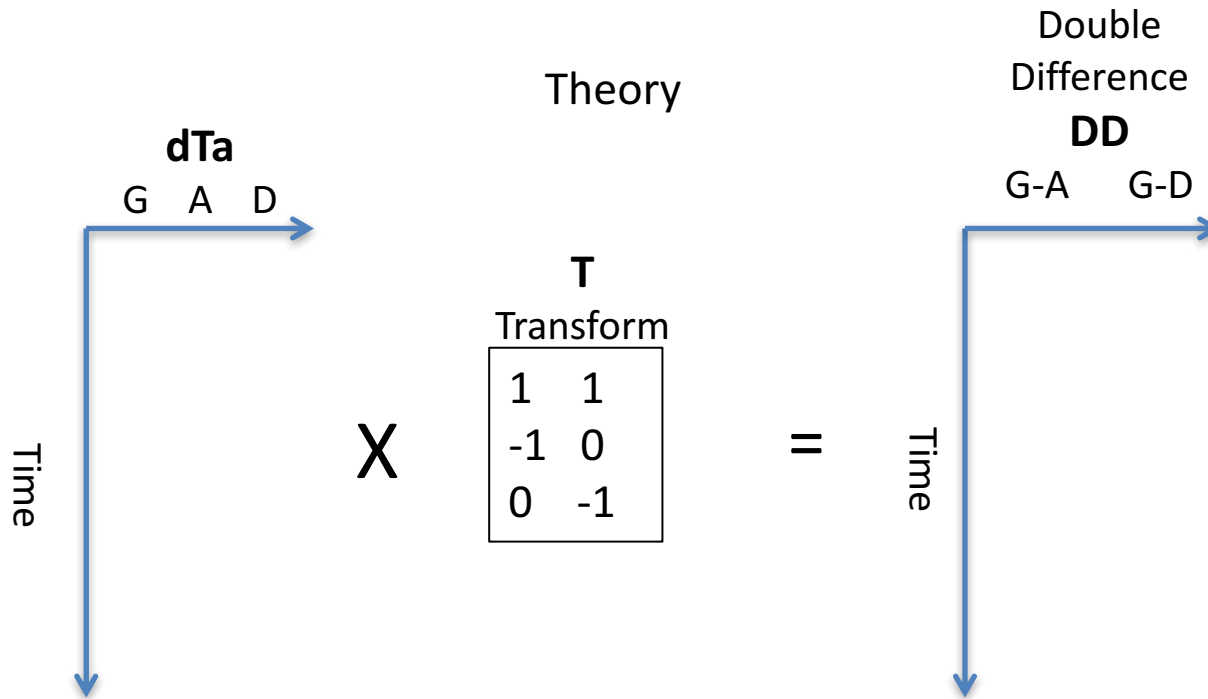 Theory
dTa
G A D
Time
X
T
Transform
1 1
-1 0
0 -1
=
Double
Difference
DD
G-A G-D
Time